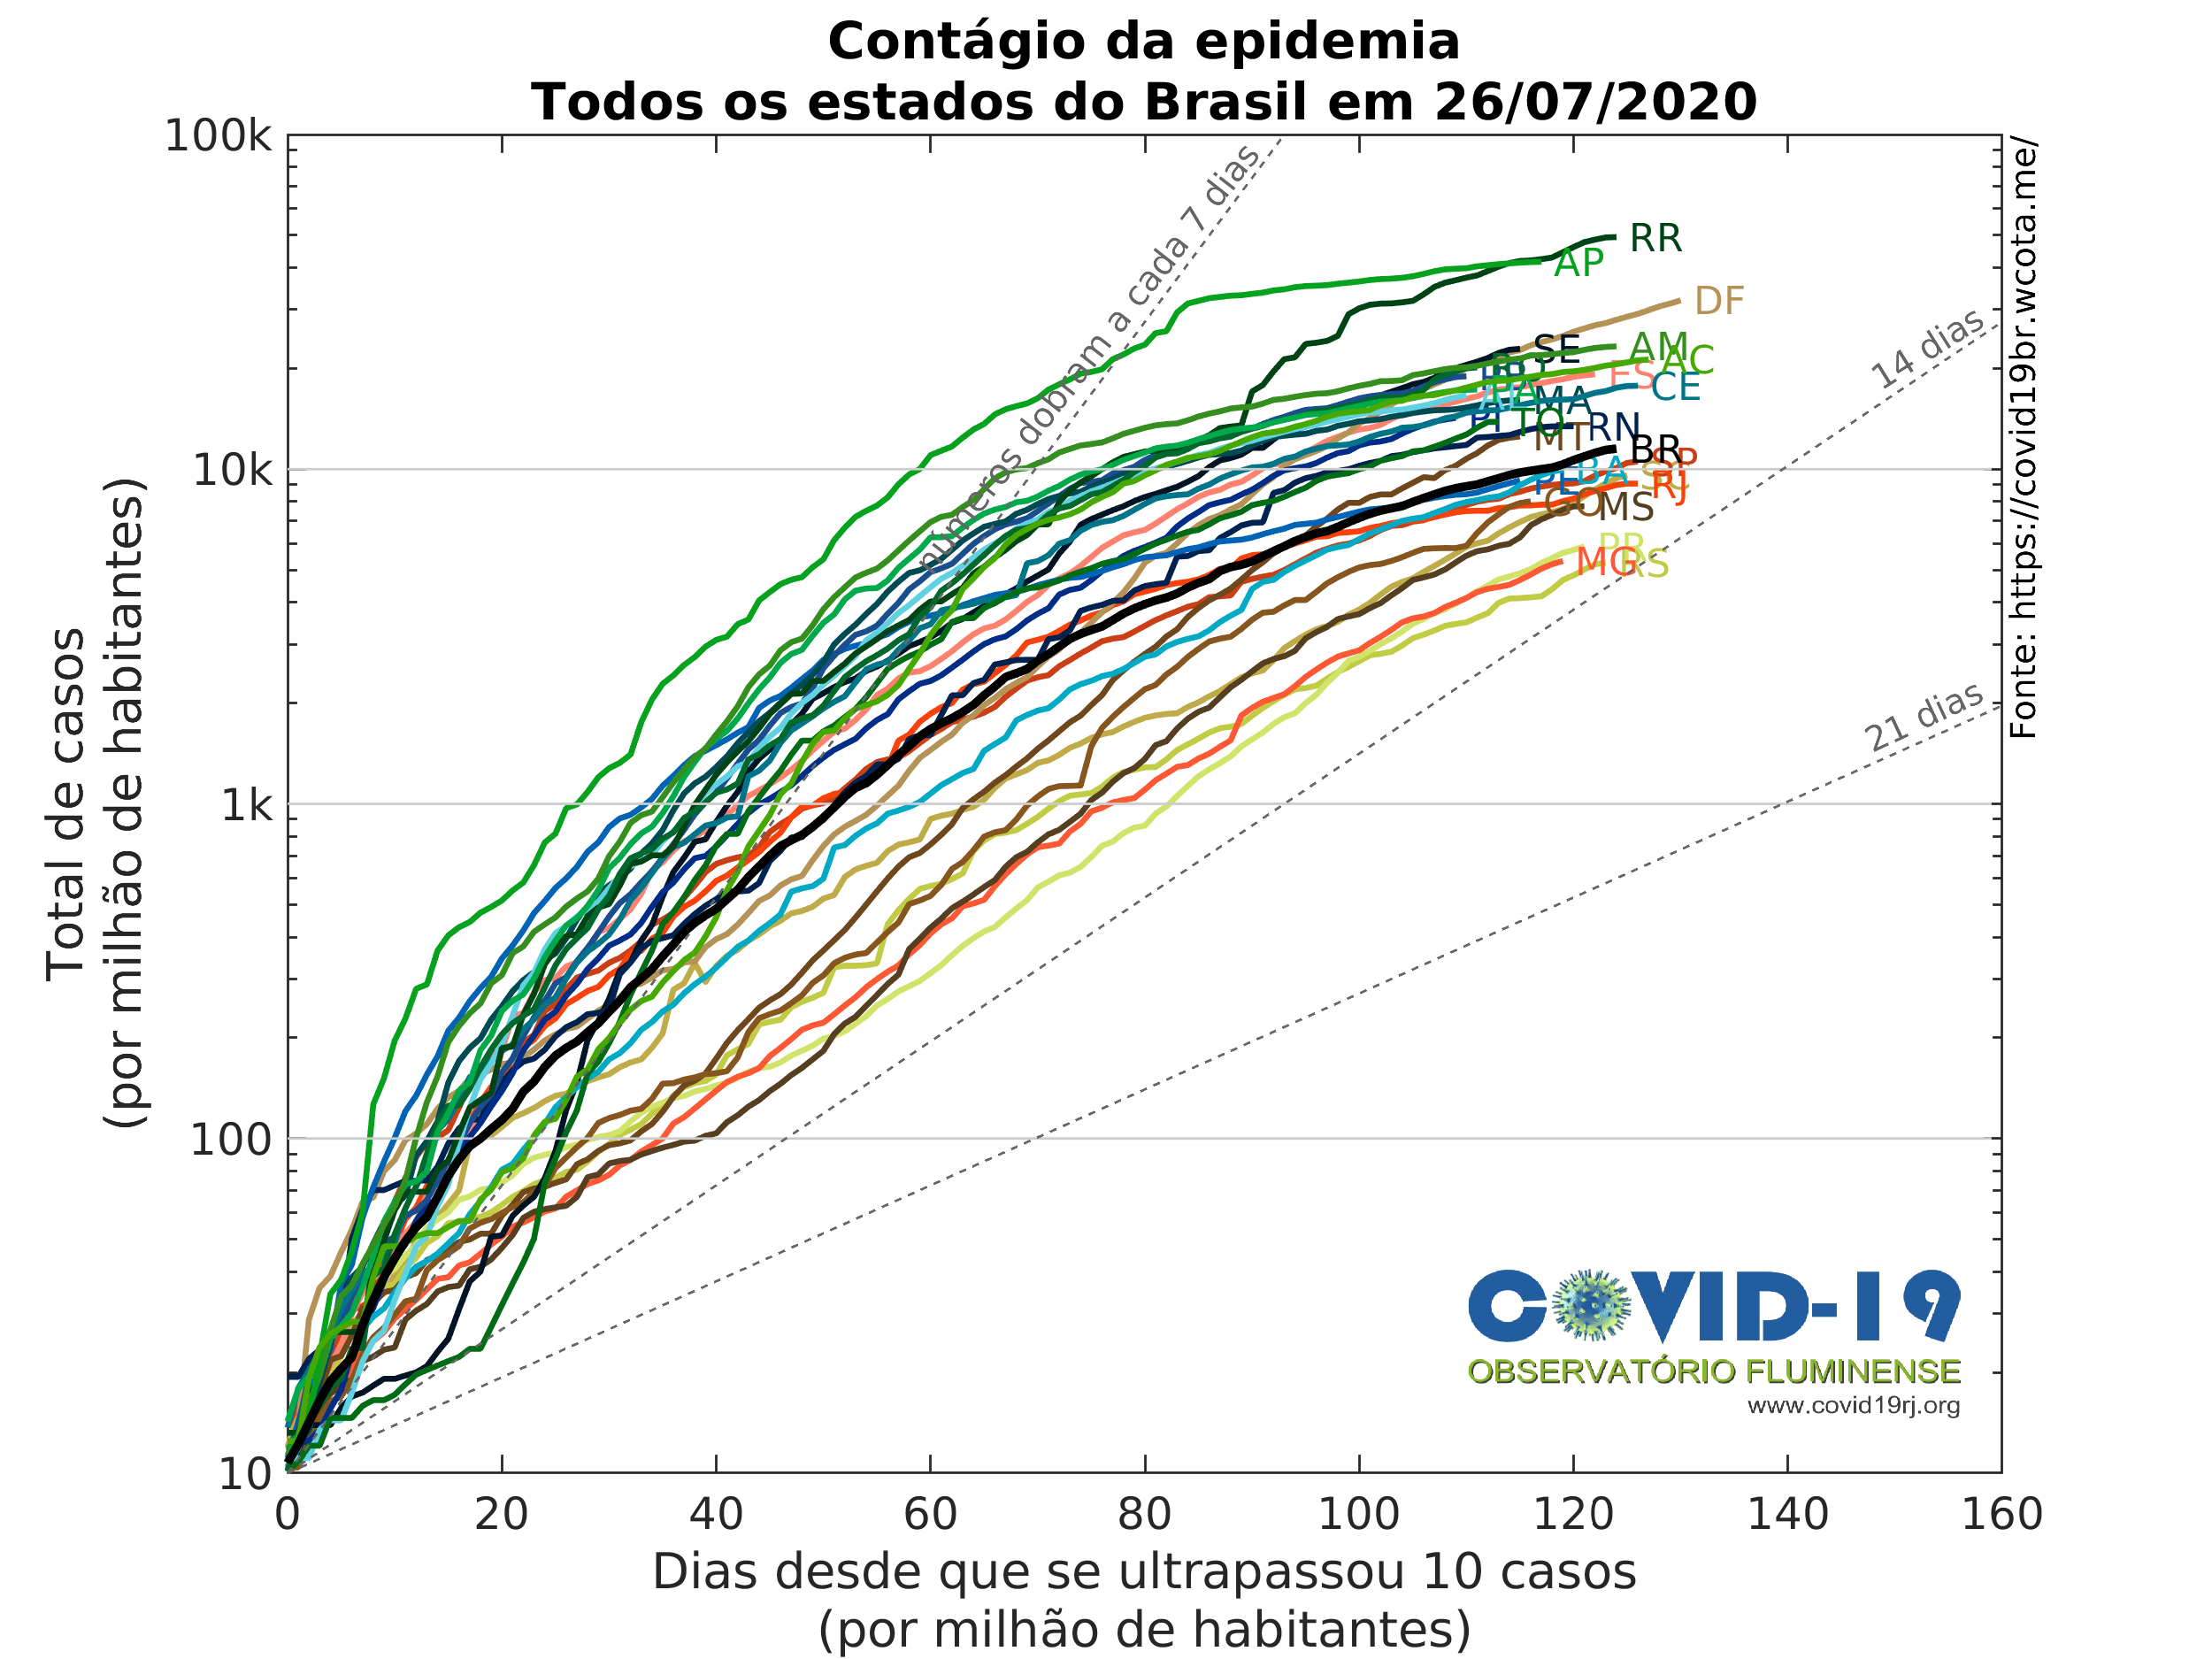 Contágio da epidemia
Todos os estados do Brasil em 26/07/2020
Total de casos
(por milhão de habitantes)
100k
10k
1k
100
10
0 20 40 60 80 100 120 140 160
Dias desde que se ultrapassou 10 casos
(por milhão de habitantes)
números dobram a cada 7 dias
14 dias
21 dias
RR
AP
DF
SE
AM
AC
ES
CE
MA
PI
TO
RN
MT
BR
SP
BA
SC
PE
RJ
GO
MS
PR
MG
RS
Fonte: https://covid19br.wcota.me/
COVID-19
OBSERVATÓRIO FLUMINENSE
www.covid19rj.org